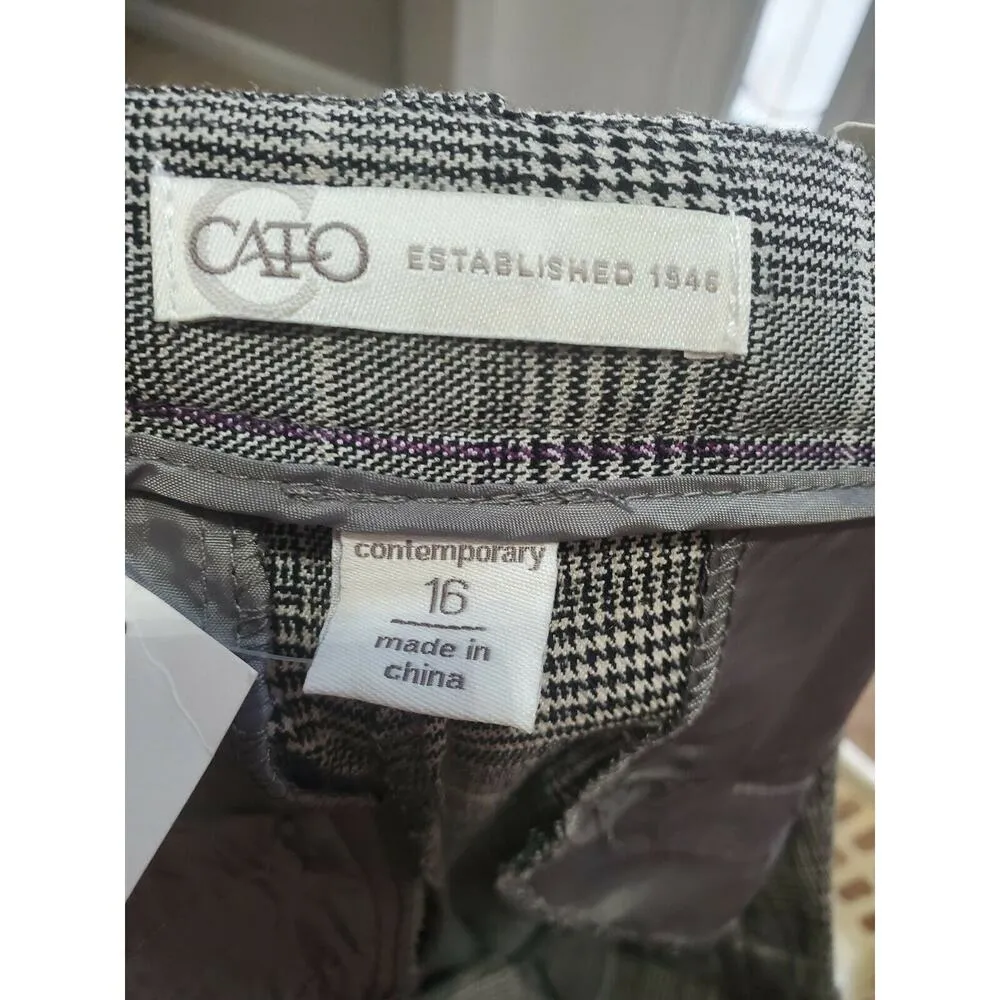 CATO ESTABLISHED 1946
contemporary
16
made in
china